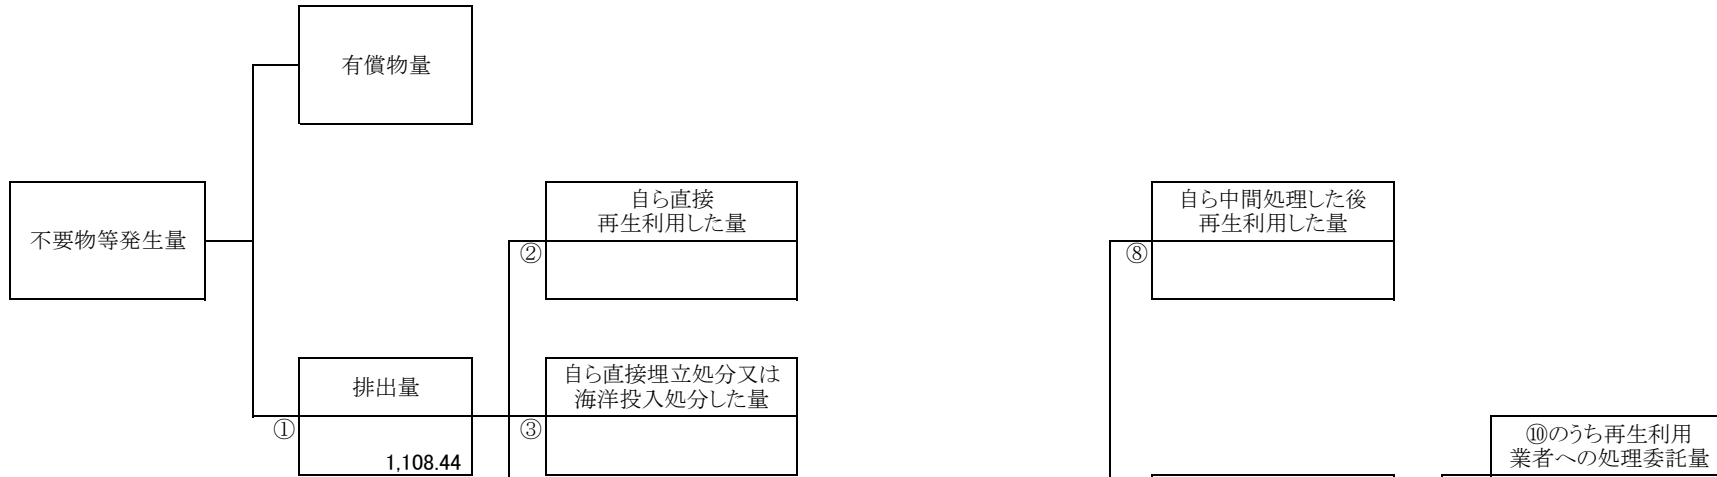 有償物量
不要物等発生量
自ら直接
再生利用した量
②
自ら中間処理した後
再生利用した量
⑧
排出量
①
1,108.44
自ら直接埋立処分又は
海洋投入処分した量
③
⑩のうち再生利用
業者への処理委託量